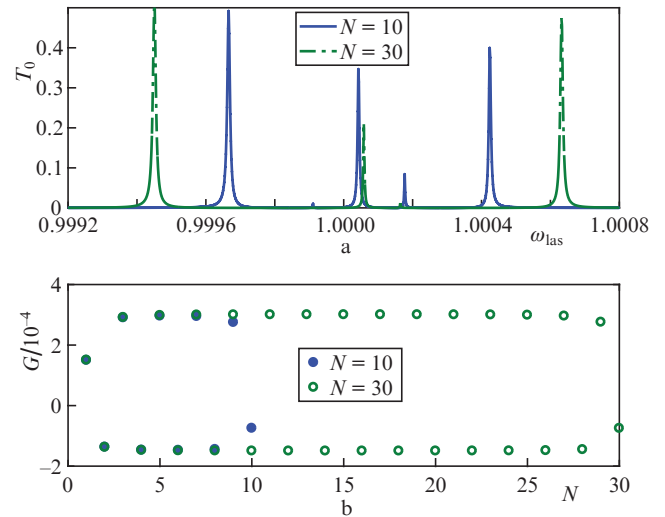 T₀
0.4
0.3
0.2
0.1
0
N = 10
N = 30
0.9992 0.9996 1.0000 1.0004 1.0008
a ω_las
G/10⁻⁴
4
2
0
−2
N = 10
N = 30
0 5 10 15 20 25 30
b N